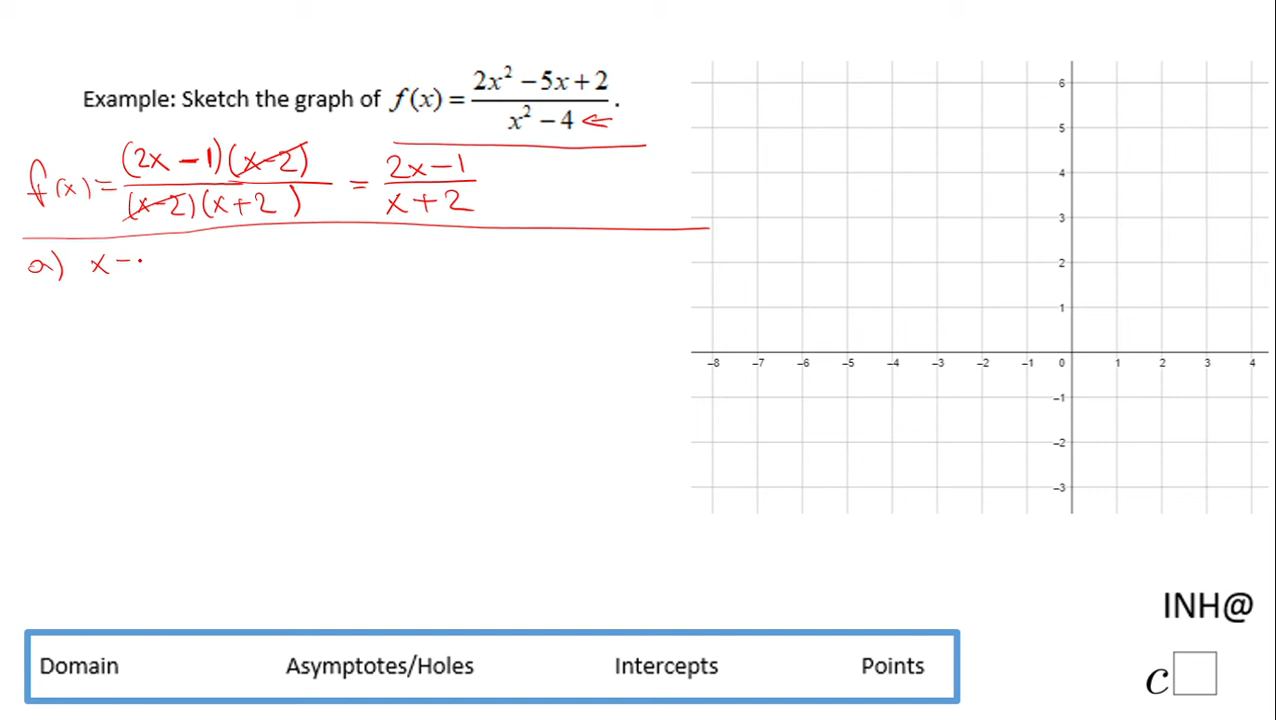 Example: Sketch the graph of f(x) = (2x² − 5x + 2)/(x² − 4).
f(x) = ((2x − 1)(x − 2))/((x − 2)(x + 2)) = (2x − 1)/(x + 2)
a) x −
6
5
4
3
2
1
−8 −7 −6 −5 −4 −3 −2 −1 0 1 2 3 4
−1
−2
−3
INH@
Domain Asymptotes/Holes Intercepts Points
c